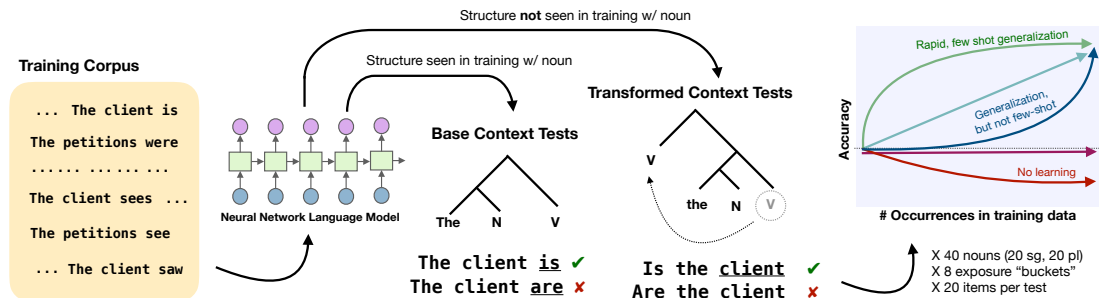 Structure not seen in training w/ noun
Structure seen in training w/ noun
Training Corpus
... The client is
The petitions were
... ... ... ... ...
The client sees ...
The petitions see
... The client saw
Neural Network Language Model
Base Context Tests
The N V
The client is ✔
The client are ✘
Transformed Context Tests
V
the N V
Is the client ✔
Are the client ✘
Rapid, few shot generalization
Generalization,
but not few-shot
No learning
Accuracy
# Occurrences in training data
X 40 nouns (20 sg, 20 pl)
X 8 exposure “buckets”
X 20 items per test